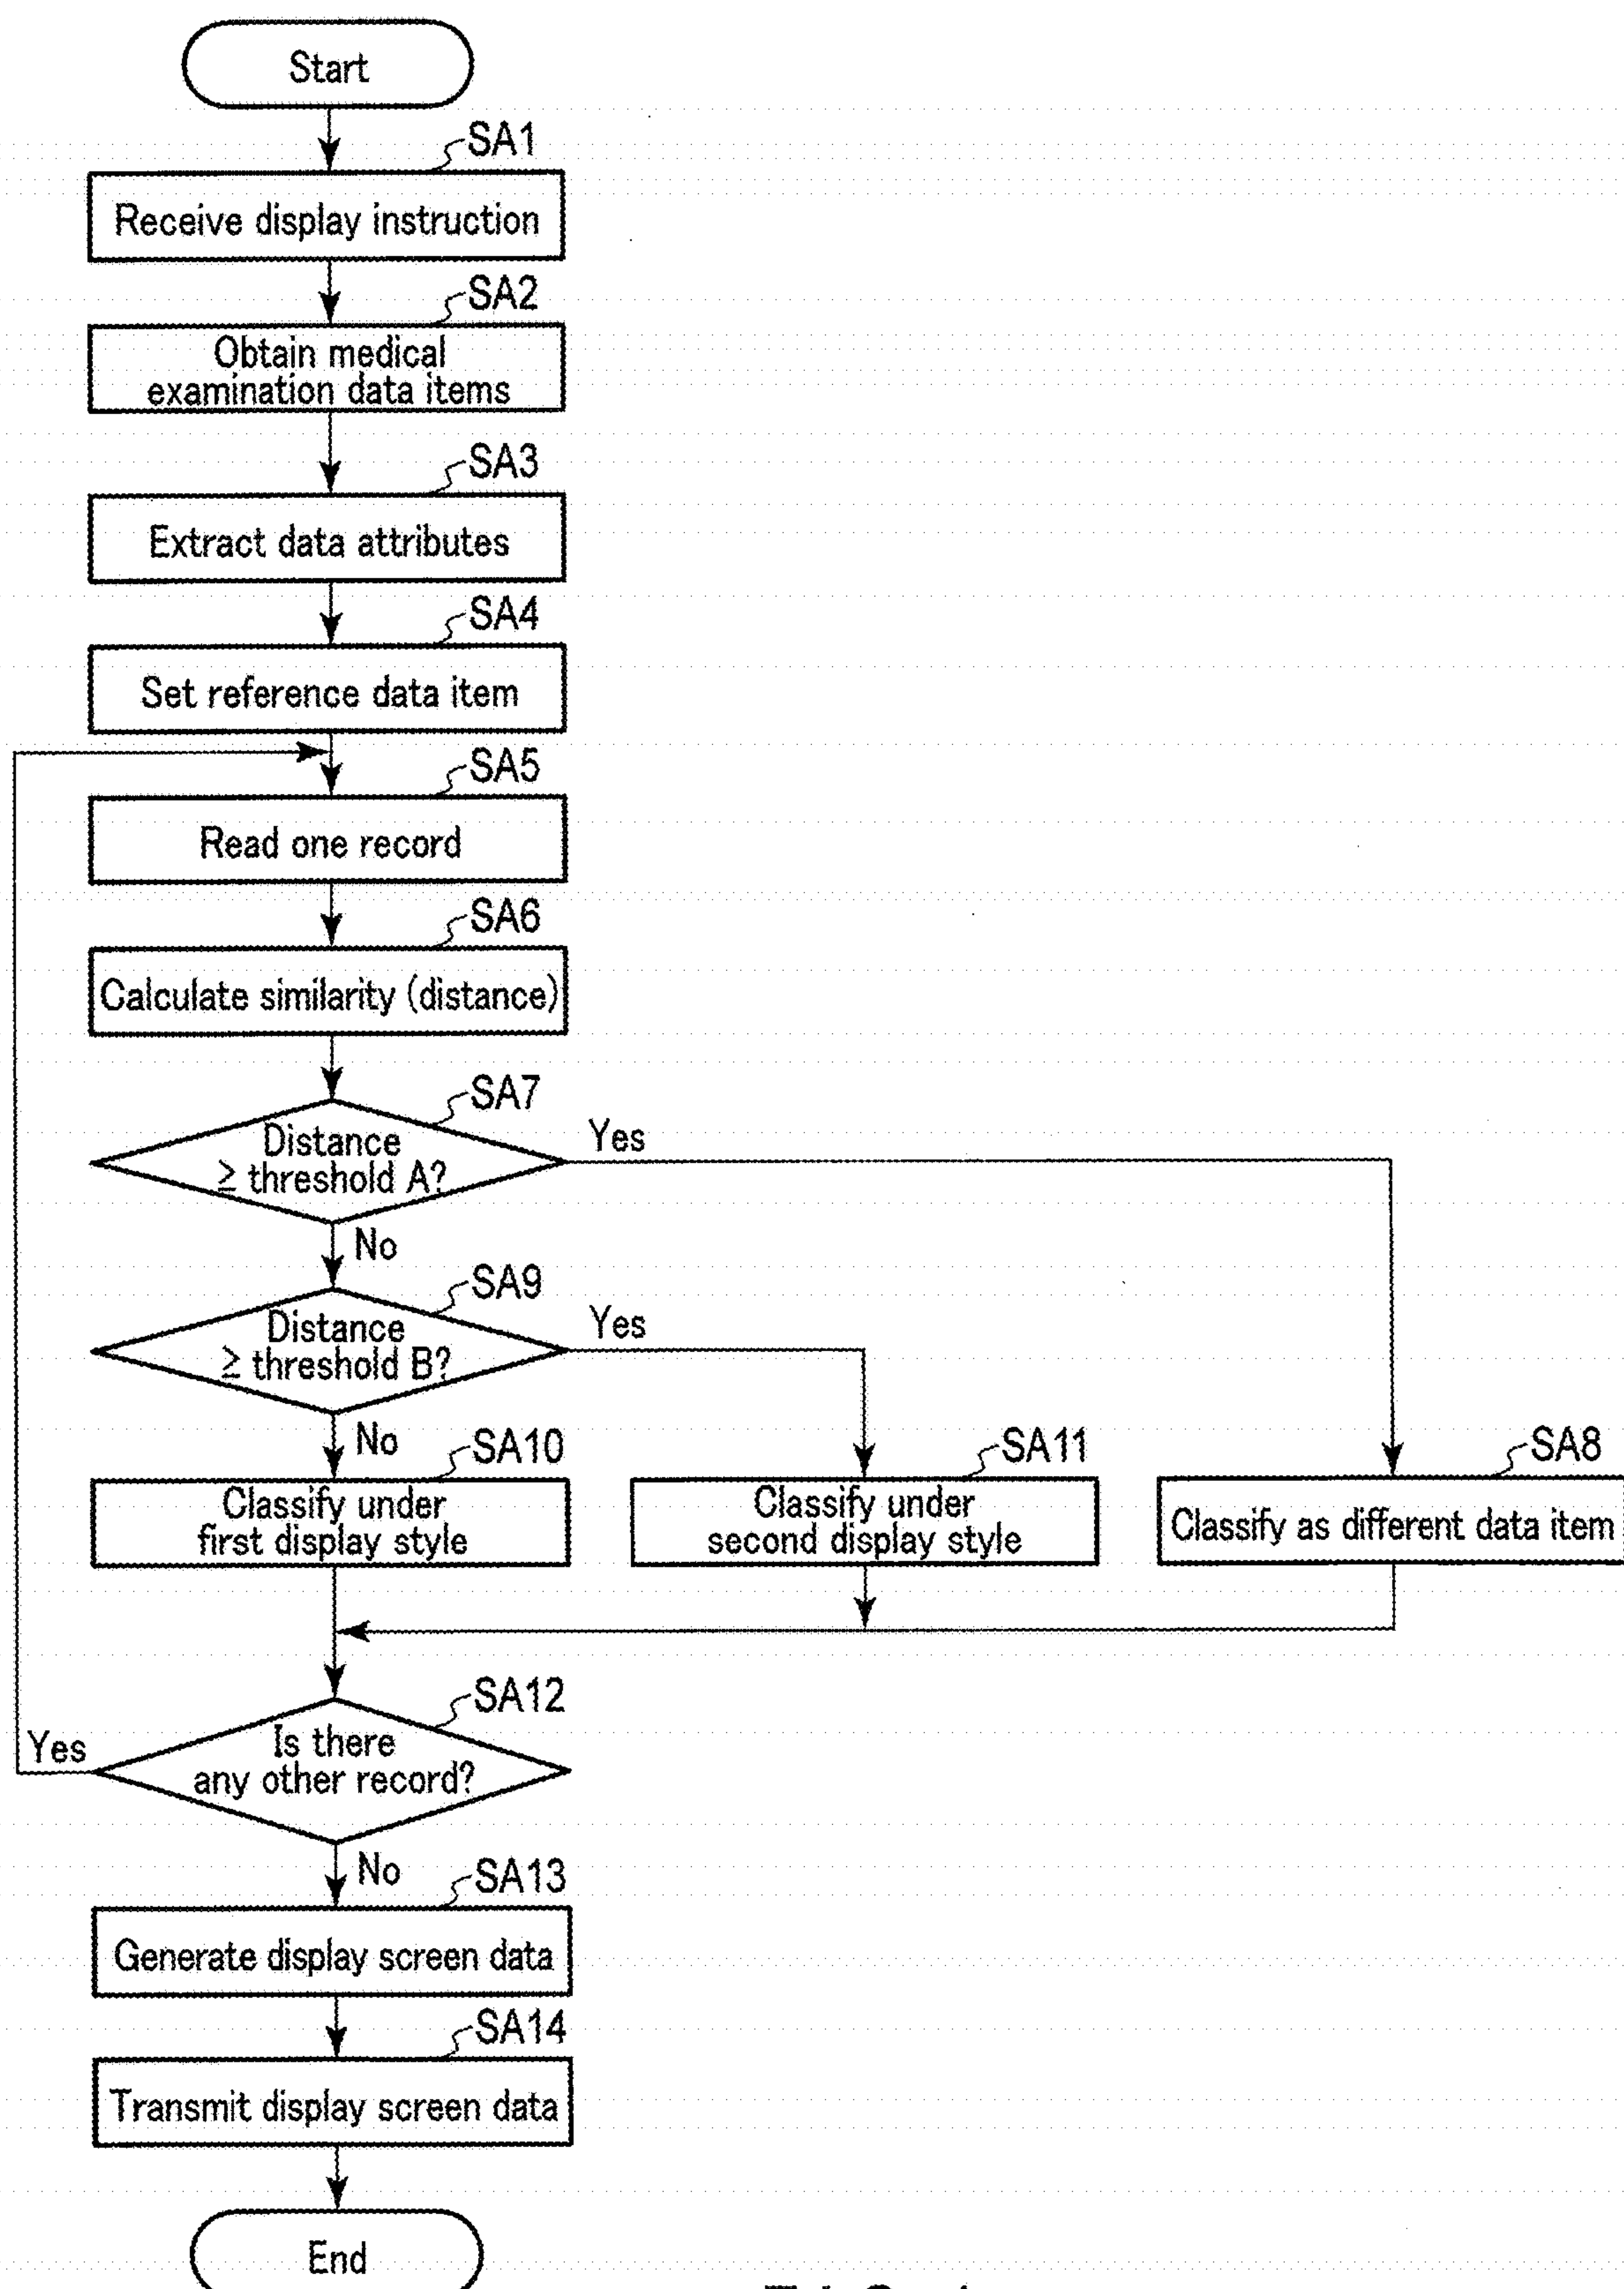 Start
SA1
Receive display instruction
SA2
Obtain medical
examination data items
SA3
Extract data attributes
SA4
Set reference data item
SA5
Read one record
SA6
Calculate similarity (distance)
SA7
Distance
≥ threshold A?
Yes
No
SA9
Distance
≥ threshold B?
Yes
No
SA10
Classify under
first display style
SA11
Classify under
second display style
SA8
Classify as different data item
SA12
Is there
any other record?
Yes
No
SA13
Generate display screen data
SA14
Transmit display screen data
End